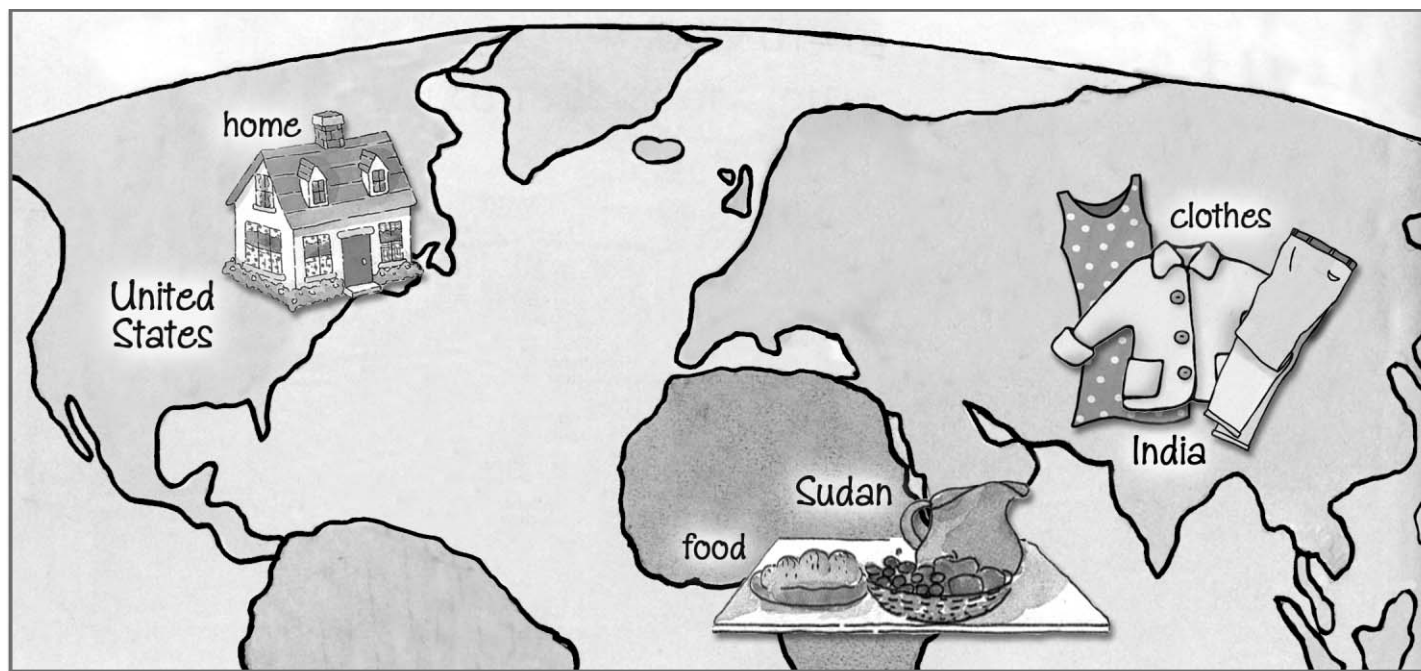 home
United
States
clothes
India
Sudan
food